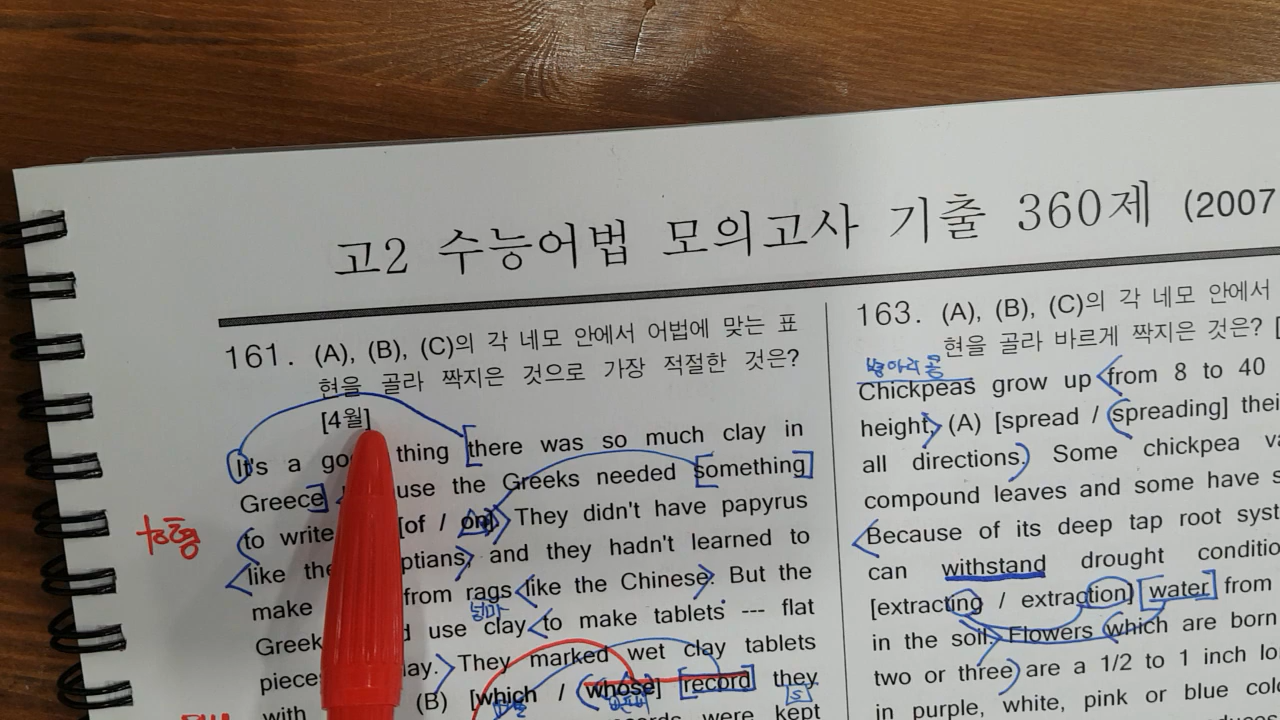 고2 수능어법 모의고사 기출 360제 (2007
161. (A), (B), (C)의 각 네모 안에서 어법에 맞는 표
현을 골라 짝지은 것으로 가장 적절한 것은?
[4월]
It's a thing there was so much clay in
Greece use the Greeks needed something
to write [of / on] They didn't have papyrus
like and they hadn't learned to
make from rags like the Chinese. But the
넝마
Greek use clay to make tablets --- flat
They marked wet clay tablets
with (B) [which / whose] record they
were kept
163. (A), (B), (C)의 각 네모 안에서
현을 골라 바르게 짝지은 것은? [
병아리 콩
Chickpeas grow up from 8 to 40
height, (A) [spread / spreading] thei
all directions. Some chickpea va
compound leaves and some have s
Because of its deep tap root syst
can withstand drought conditio
[extracting / extraction] water from
in the soil. Flowers which are born
two or three are a 1/2 to 1 inch lo
in purple, white, pink or blue colo